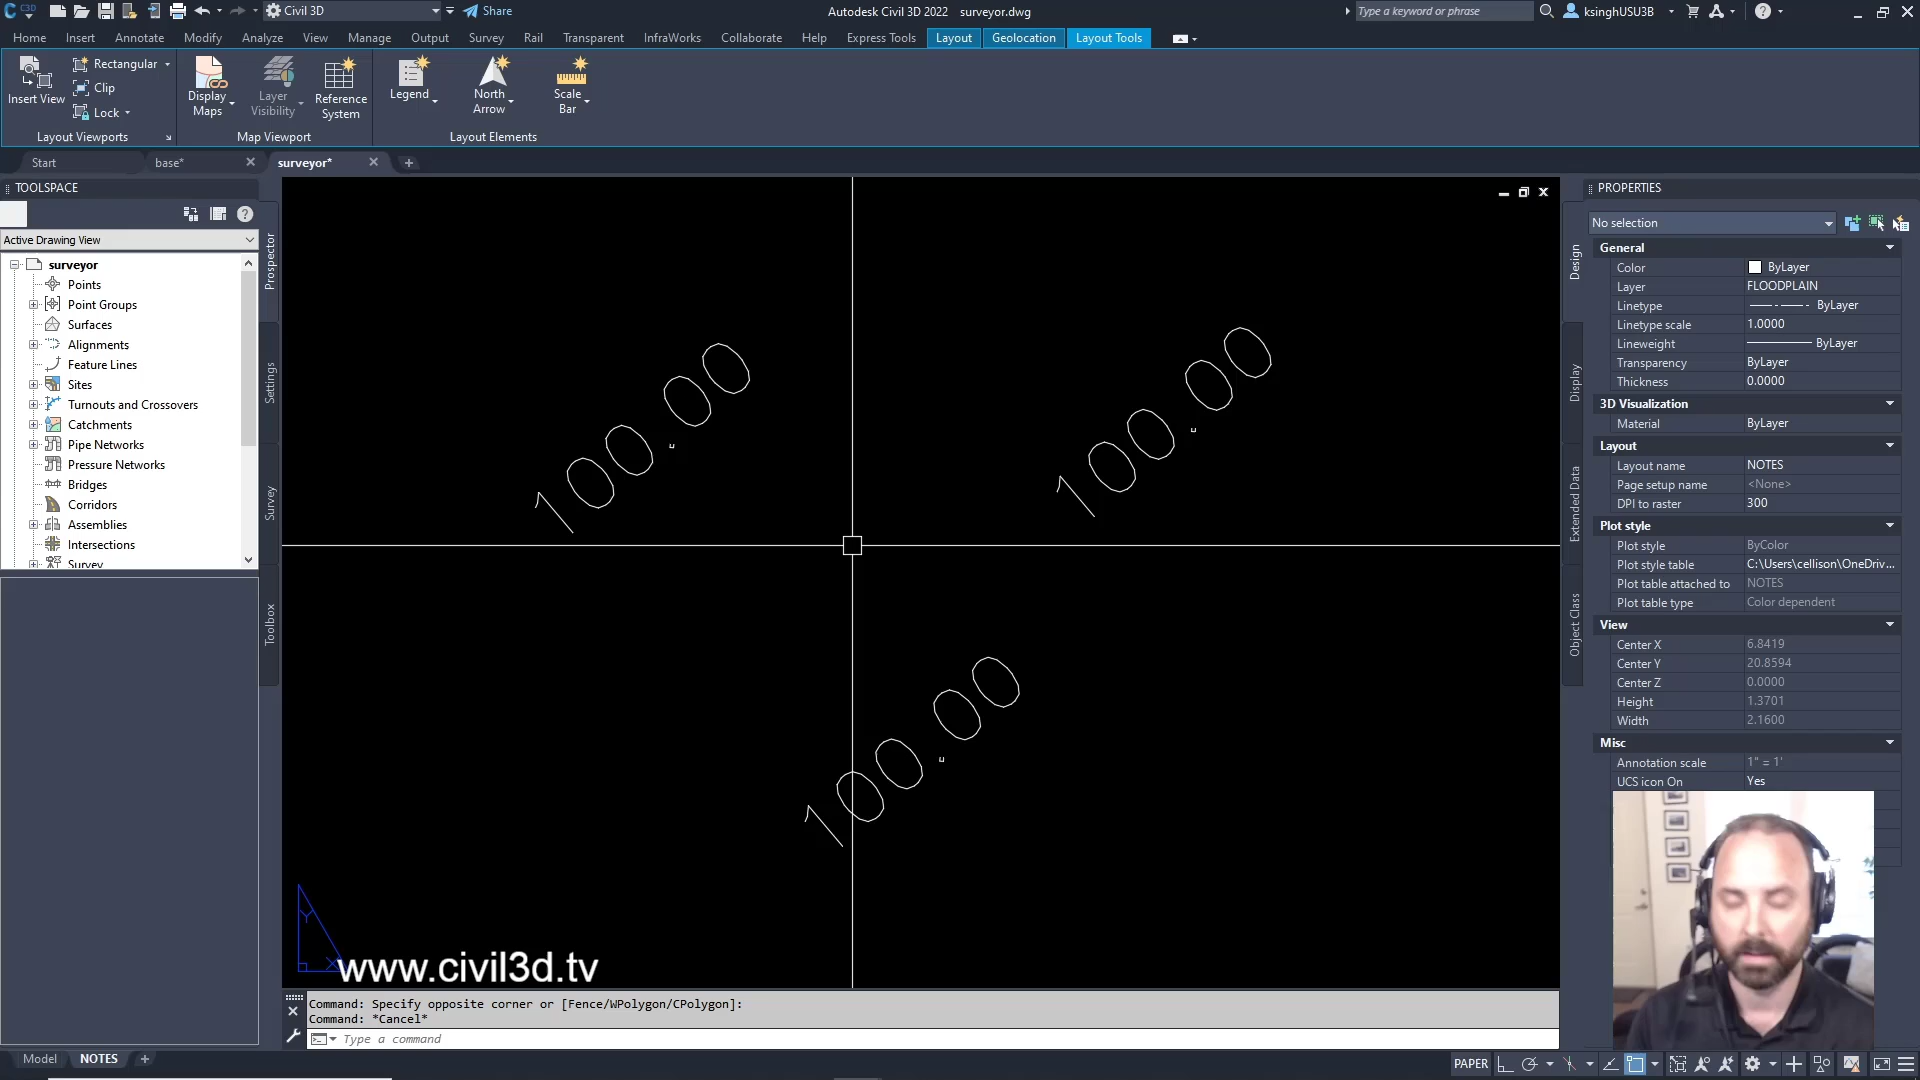 C3D
Civil 3D
Share
Autodesk Civil 3D 2022 surveyor.dwg
Type a keyword or phrase
ksinghUSU3B
Home Insert Annotate Modify Analyze View Manage Output Survey Rail Transparent InfraWorks Collaborate Help Express Tools Layout Geolocation Layout Tools
Insert View
Rectangular
Clip
Lock
Layout Viewports
Display
Maps
Layer
Visibility
Reference
System
Map Viewport
Legend
North
Arrow
Scale
Bar
Layout Elements
Start
base*
surveyor*
TOOLSPACE
Active Drawing View
surveyor
Points
Point Groups
Surfaces
Alignments
Feature Lines
Sites
Turnouts and Crossovers
Catchments
Pipe Networks
Pressure Networks
Bridges
Corridors
Assemblies
Intersections
Survey
Prospector
Settings
Survey
Toolbox
100.00
100.00
100.00
Y
X
www.civil3d.tv
Command: Specify opposite corner or [Fence/WPolygon/CPolygon]:
Command: *Cancel*
Type a command
Model
NOTES
PAPER
PROPERTIES
No selection
Design
Display
Extended Data
Object Class
General
Color ByLayer
Layer FLOODPLAIN
Linetype ByLayer
Linetype scale 1.0000
Lineweight ByLayer
Transparency ByLayer
Thickness 0.0000
3D Visualization
Material ByLayer
Layout
Layout name NOTES
Page setup name <None>
DPI to raster 300
Plot style
Plot style ByColor
Plot style table C:\Users\cellison\OneDriv...
Plot table attached to NOTES
Plot table type Color dependent
View
Center X 6.8419
Center Y 20.8594
Center Z 0.0000
Height 1.3701
Width 2.1600
Misc
Annotation scale 1" = 1'
UCS icon On Yes